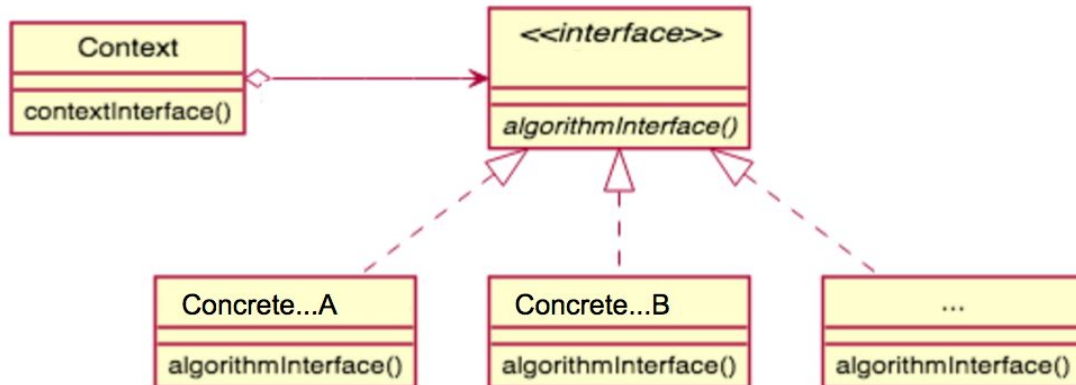 Context
contextInterface()
<<interface>>
algorithmInterface()
Concrete...A
algorithmInterface()
Concrete...B
algorithmInterface()
...
algorithmInterface()